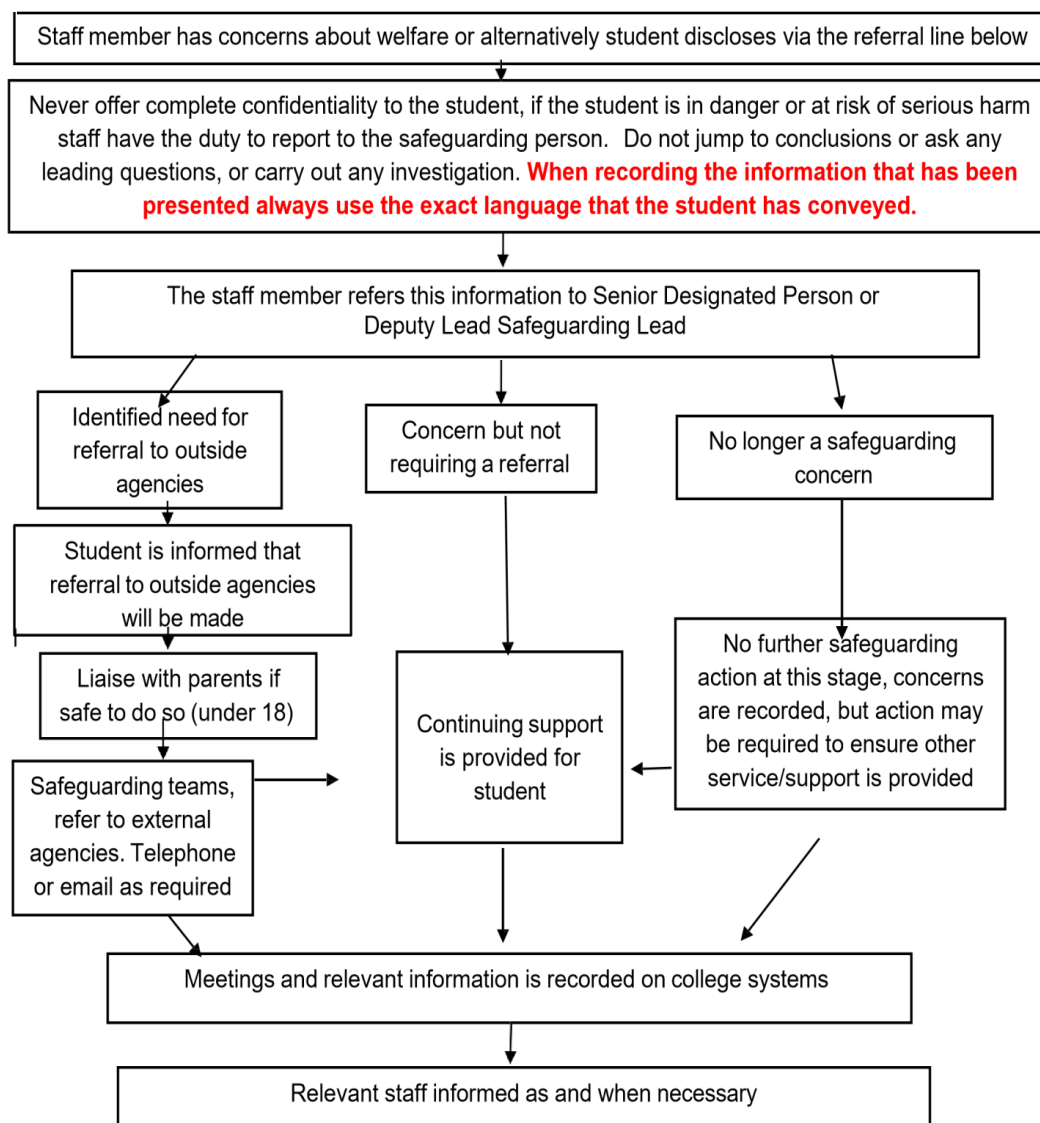 Staff member has concerns about welfare or alternatively student discloses via the referral line below
Never offer complete confidentiality to the student, if the student is in danger or at risk of serious harm
staff have the duty to report to the safeguarding person. Do not jump to conclusions or ask any
leading questions, or carry out any investigation. When recording the information that has been
presented always use the exact language that the student has conveyed.
The staff member refers this information to Senior Designated Person or
Deputy Lead Safeguarding Lead
Identified need for
referral to outside
agencies
Concern but not
requiring a referral
No longer a safeguarding
concern
Student is informed that
referral to outside agencies
will be made
Liaise with parents if
safe to do so (under 18)
Safeguarding teams,
refer to external
agencies. Telephone
or email as required
Continuing support
is provided for
student
No further safeguarding
action at this stage, concerns
are recorded, but action may
be required to ensure other
service/support is provided
Meetings and relevant information is recorded on college systems
Relevant staff informed as and when necessary